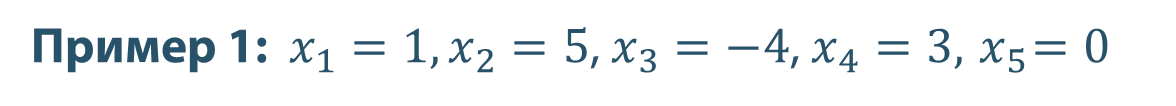 Пример 1: x₁ = 1, x₂ = 5, x₃ = −4, x₄ = 3, x₅= 0